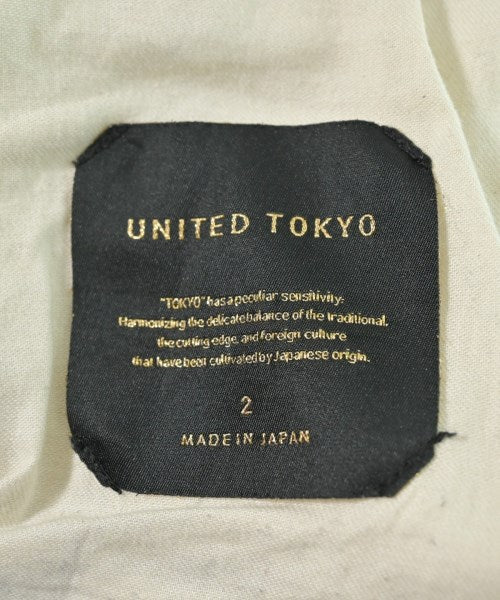 UNITED TOKYO
"TOKYO" has a peculiar sensitivity.
Harmonizing the delicate balance of the traditional,
the cutting edge, and foreign culture
that have been cultivated by Japanese origin.
2
MADE IN JAPAN